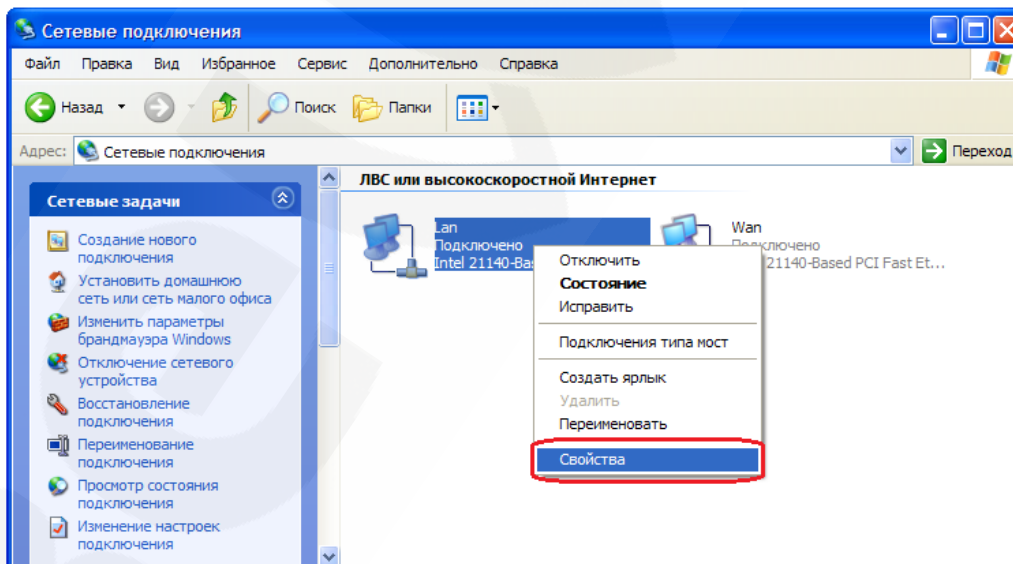 Сетевые подключения
Файл Правка Вид Избранное Сервис Дополнительно Справка
Назад Поиск Папки
Адрес: Сетевые подключения Переход
Сетевые задачи
Создание нового
подключения
Установить домашнюю
сеть или сеть малого офиса
Изменить параметры
брандмауэра Windows
Отключение сетевого
устройства
Восстановление
подключения
Переименование
подключения
Просмотр состояния
подключения
Изменение настроек
подключения
ЛВС или высокоскоростной Интернет
Lan
Подключено
Intel 21140-Bas
Wan
Подключено
21140-Based PCI Fast Et...
Отключить
Состояние
Исправить
Подключения типа мост
Создать ярлык
Удалить
Переименовать
Свойства